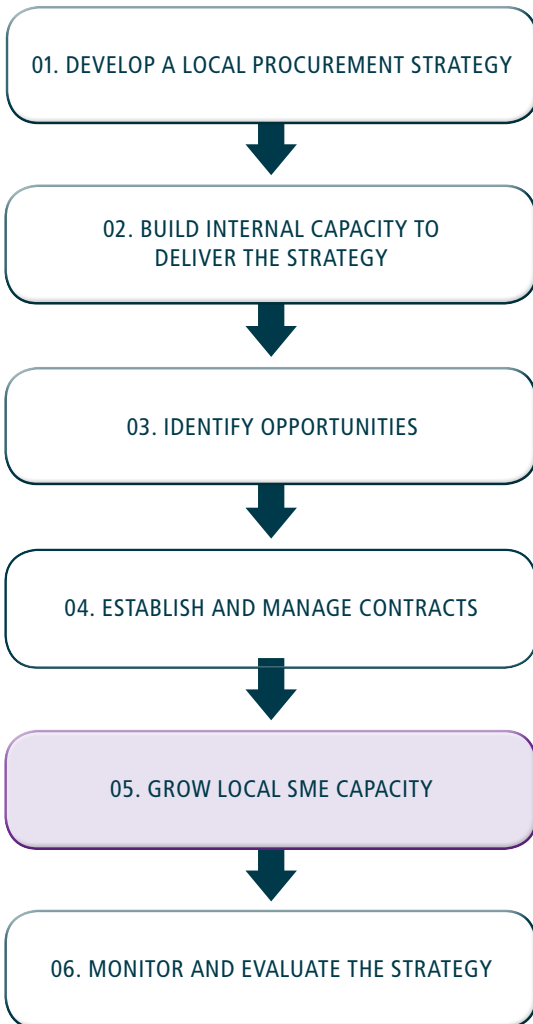 01. DEVELOP A LOCAL PROCUREMENT STRATEGY
02. BUILD INTERNAL CAPACITY TO
DELIVER THE STRATEGY
03. IDENTIFY OPPORTUNITIES
04. ESTABLISH AND MANAGE CONTRACTS
05. GROW LOCAL SME CAPACITY
06. MONITOR AND EVALUATE THE STRATEGY